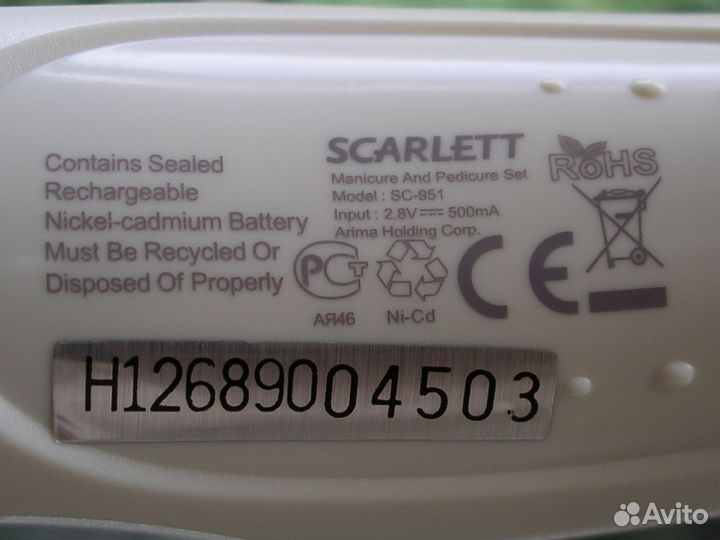 Contains Sealed
Rechargeable
Nickel-cadmium Battery
Must Be Recycled Or
Disposed Of Properly
SCARLETT
Manicure And Pedicure Set
Model : SC-951
Input : 2.8V⎓500mA
Arima Holding Corp.
RoHS
PCT
АЯ46
Ni-Cd
CE
H12689004503
Avito